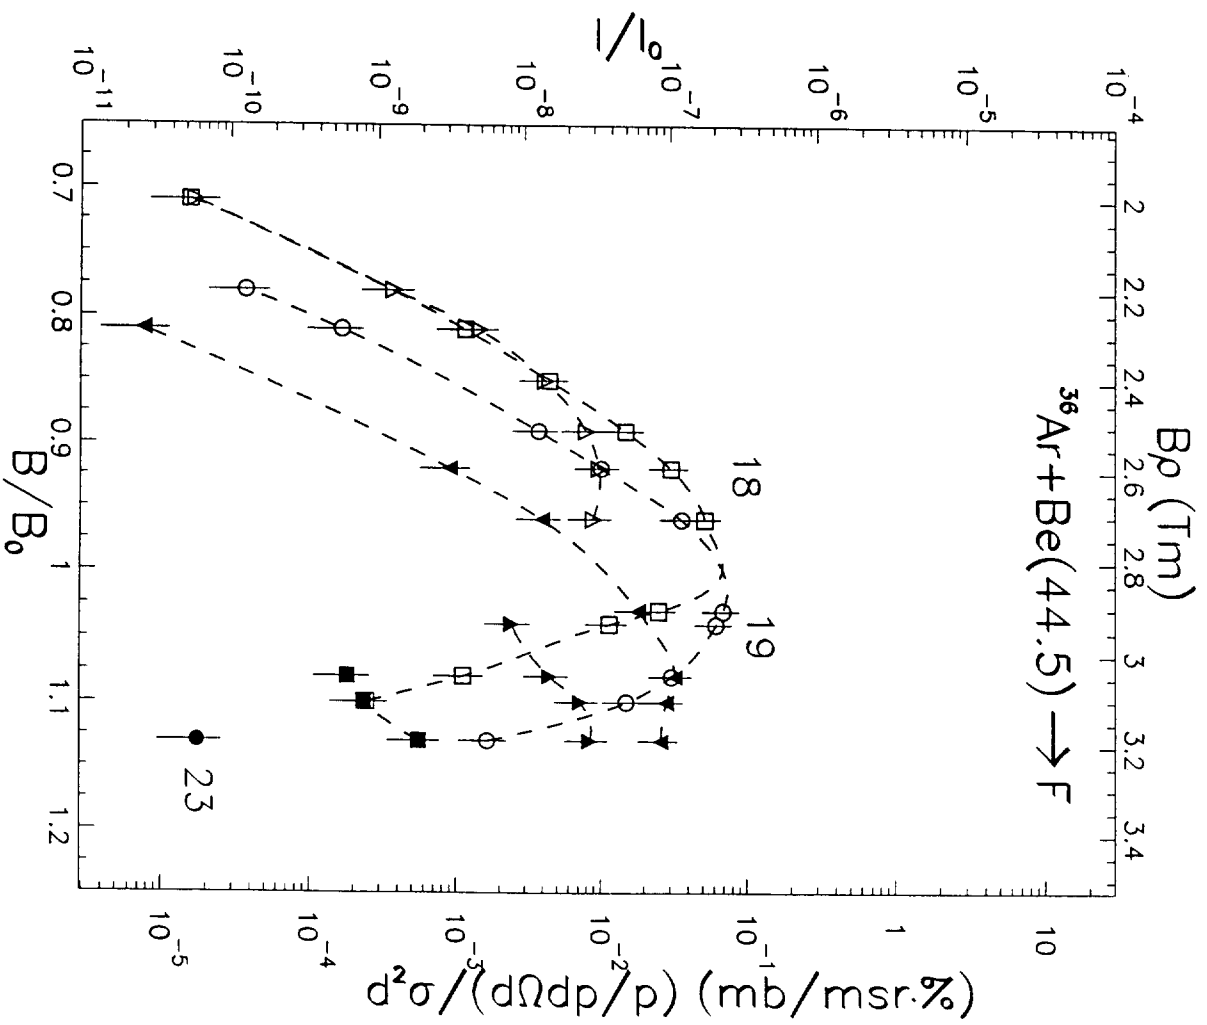 Bρ (Tm)
2 2.2 2.4 2.6 2.8 3 3.2 3.4
³⁶Ar+Be(44.5) → F
I/I₀
10⁻⁴
10⁻⁵
10⁻⁶
10⁻⁷
10⁻⁸
10⁻⁹
10⁻¹⁰
10⁻¹¹
18
19
23
10
1
10⁻¹
10⁻²
10⁻³
10⁻⁴
10⁻⁵
d²σ/(dΩdp/p) (mb/msr·%)
0.7 0.8 0.9 1 1.1 1.2
B/B₀